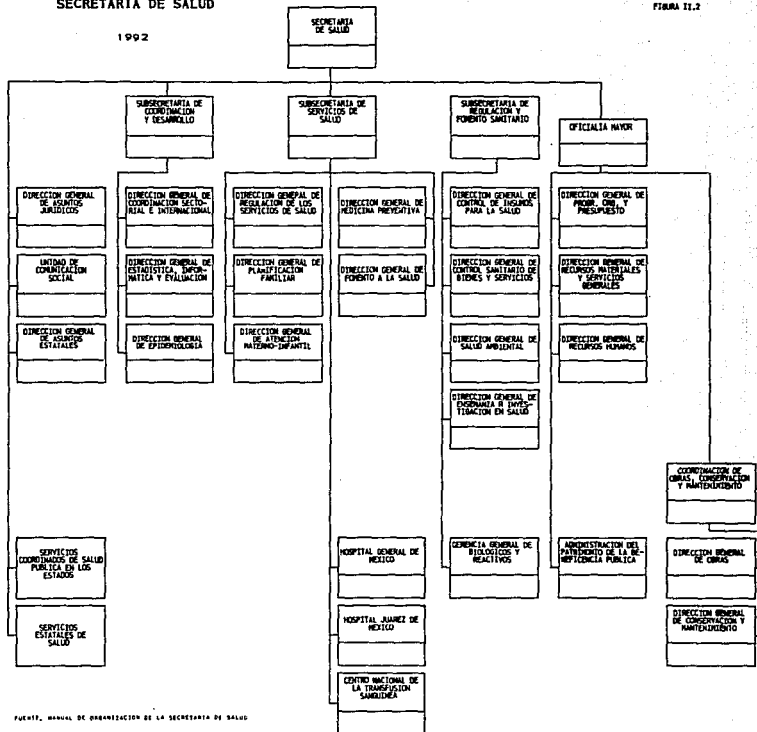 SECRETARIA DE SALUD
1992
FIGURA II.2
SECRETARIA
DE SALUD
SUBSECRETARIA DE
COORDINACION
Y DESARROLLO
SUBSECRETARIA DE
SERVICIOS DE
SALUD
SUBSECRETARIA DE
REGULACION Y
FOMENTO SANITARIO
OFICIALIA MAYOR
DIRECCION GENERAL
DE ASUNTOS
JURIDICOS
DIRECCION GENERAL DE
COORDINACION SECTO-
RIAL E INTERNACIONAL
DIRECCION GENERAL DE
REGULACION DE LOS
SERVICIOS DE SALUD
DIRECCION GENERAL DE
MEDICINA PREVENTIVA
DIRECCION GENERAL DE
CONTROL DE INSUMOS
PARA LA SALUD
DIRECCION GENERAL DE
PROGR. ORG. Y
PRESUPUESTO
UNIDAD DE
COMUNICACION
SOCIAL
DIRECCION GENERAL DE
ESTADISTICA, INFOR-
MATICA Y EVALUACION
DIRECCION GENERAL DE
PLANIFICACION
FAMILIAR
DIRECCION GENERAL DE
FOMENTO A LA SALUD
DIRECCION GENERAL DE
CONTROL SANITARIO DE
BIENES Y SERVICIOS
DIRECCION GENERAL DE
RECURSOS MATERIALES
Y SERVICIOS
GENERALES
DIRECCION GENERAL
DE ASUNTOS
ESTATALES
DIRECCION GENERAL
DE EPIDEMIOLOGIA
DIRECCION GENERAL
DE ATENCION
MATERNO-INFANTIL
DIRECCION GENERAL DE
SALUD AMBIENTAL
DIRECCION GENERAL DE
RECURSOS HUMANOS
DIRECCION GENERAL DE
ENSEÑANZA E INVES-
TIGACION EN SALUD
COORDINACION DE
OBRAS, CONSERVACION
Y MANTENIMIENTO
SERVICIOS
COORDINADOS DE SALUD
PUBLICA EN LOS
ESTADOS
HOSPITAL GENERAL DE
MEXICO
GERENCIA GENERAL DE
BIOLOGICOS Y
REACTIVOS
ADMINISTRACION DEL
PATRIMONIO DE LA BE-
NEFICENCIA PUBLICA
DIRECCION GENERAL
DE OBRAS
SERVICIOS
ESTATALES DE
SALUD
HOSPITAL JUAREZ DE
MEXICO
DIRECCION GENERAL
DE CONSERVACION Y
MANTENIMIENTO
CENTRO NACIONAL DE
LA TRANSFUSION
SANGUINEA
FUENTE. MANUAL DE ORGANIZACION DE LA SECRETARIA DE SALUD